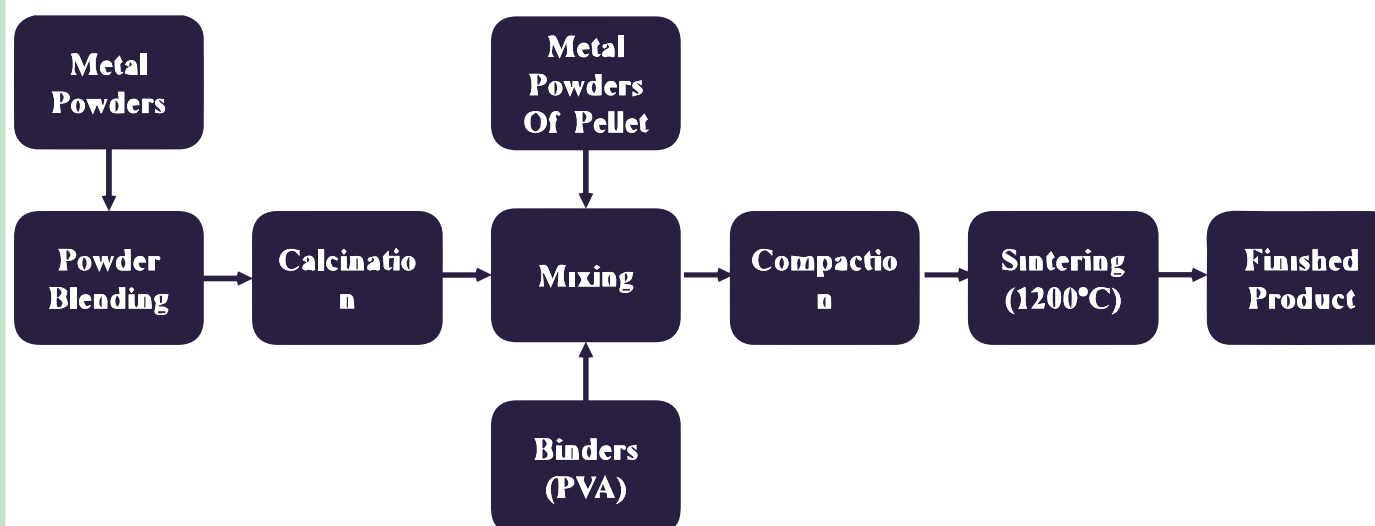 Metal
Powders
Metal
Powders
Of Pellet
Powder
Blending
Calcinatio
n
Mixing
Compactio
n
Sintering
(1200°C)
Finished
Product
Binders
(PVA)